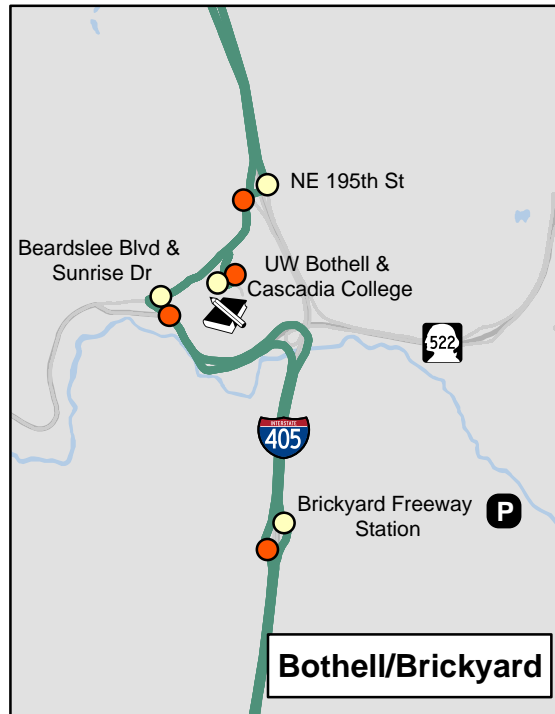 NE 195th St
Beardslee Blvd &
Sunrise Dr
UW Bothell &
Cascadia College
522
INTERSTATE
405
Brickyard Freeway
Station
P
Bothell/Brickyard